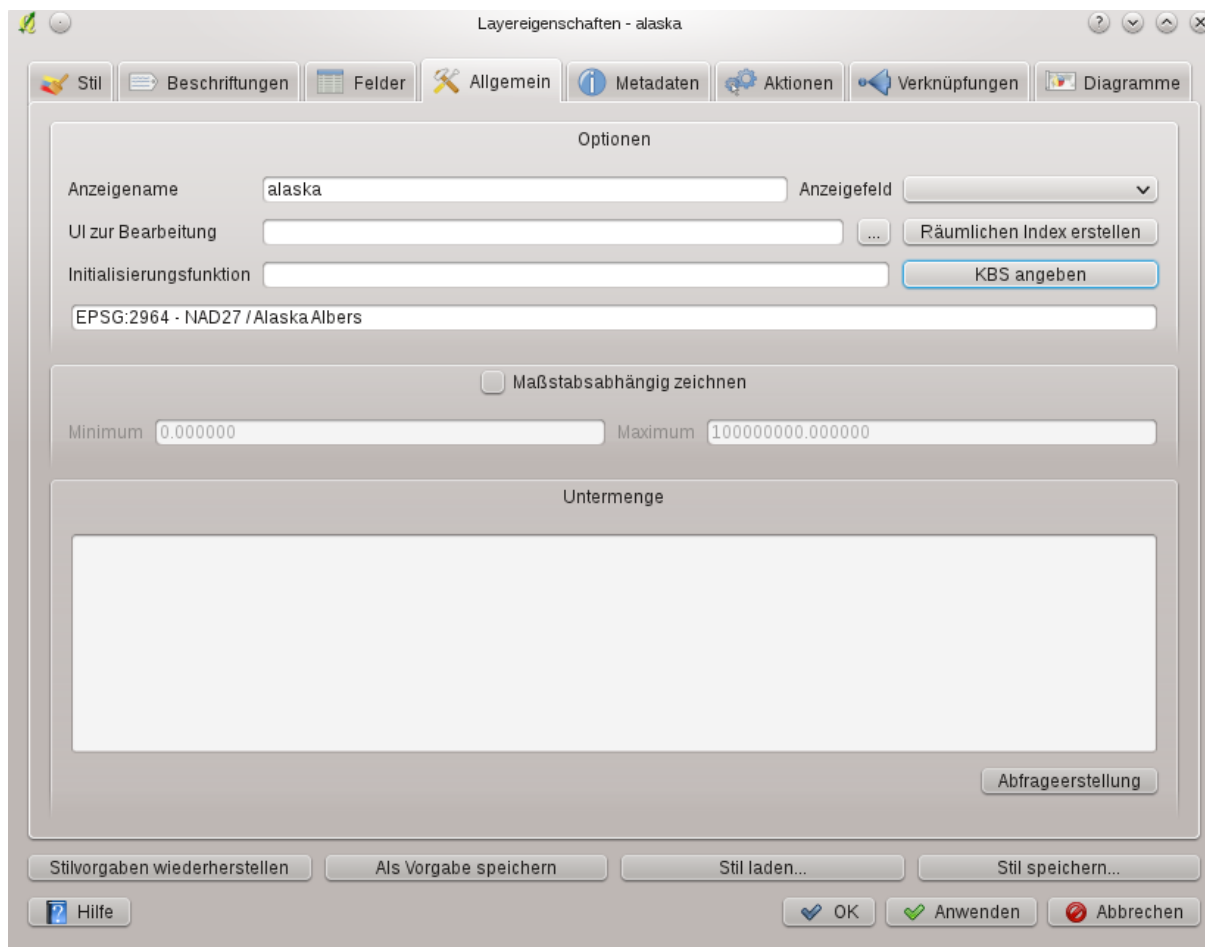 Layereigenschaften - alaska
Stil Beschriftungen Felder Allgemein Metadaten Aktionen Verknüpfungen Diagramme
Optionen
Anzeigename alaska Anzeigefeld
UI zur Bearbeitung ... Räumlichen Index erstellen
Initialisierungsfunktion KBS angeben
EPSG:2964 - NAD27 / Alaska Albers
Maßstabsabhängig zeichnen
Minimum 0.000000 Maximum 100000000.000000
Untermenge
Abfrageerstellung
Stilvorgaben wiederherstellen Als Vorgabe speichern Stil laden... Stil speichern...
Hilfe OK Anwenden Abbrechen